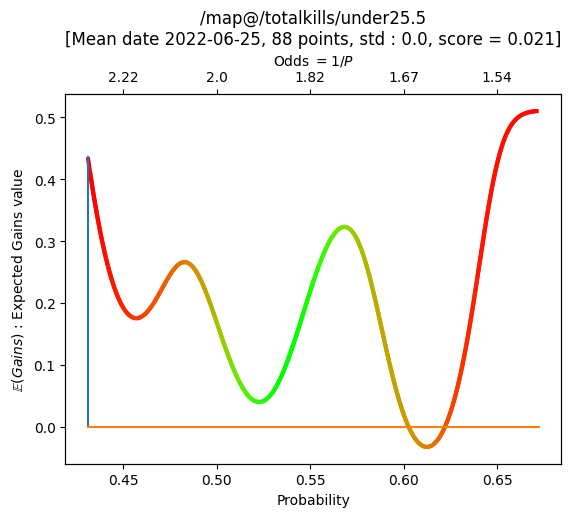 /map@/totalkills/under25.5
[Mean date 2022-06-25, 88 points, std : 0.0, score = 0.021]
Odds = 1/P
2.22 2.0 1.82 1.67 1.54
0.5
0.4
0.3
0.2
0.1
0.0
𝔼(Gains) : Expected Gains value
0.45 0.50 0.55 0.60 0.65
Probability